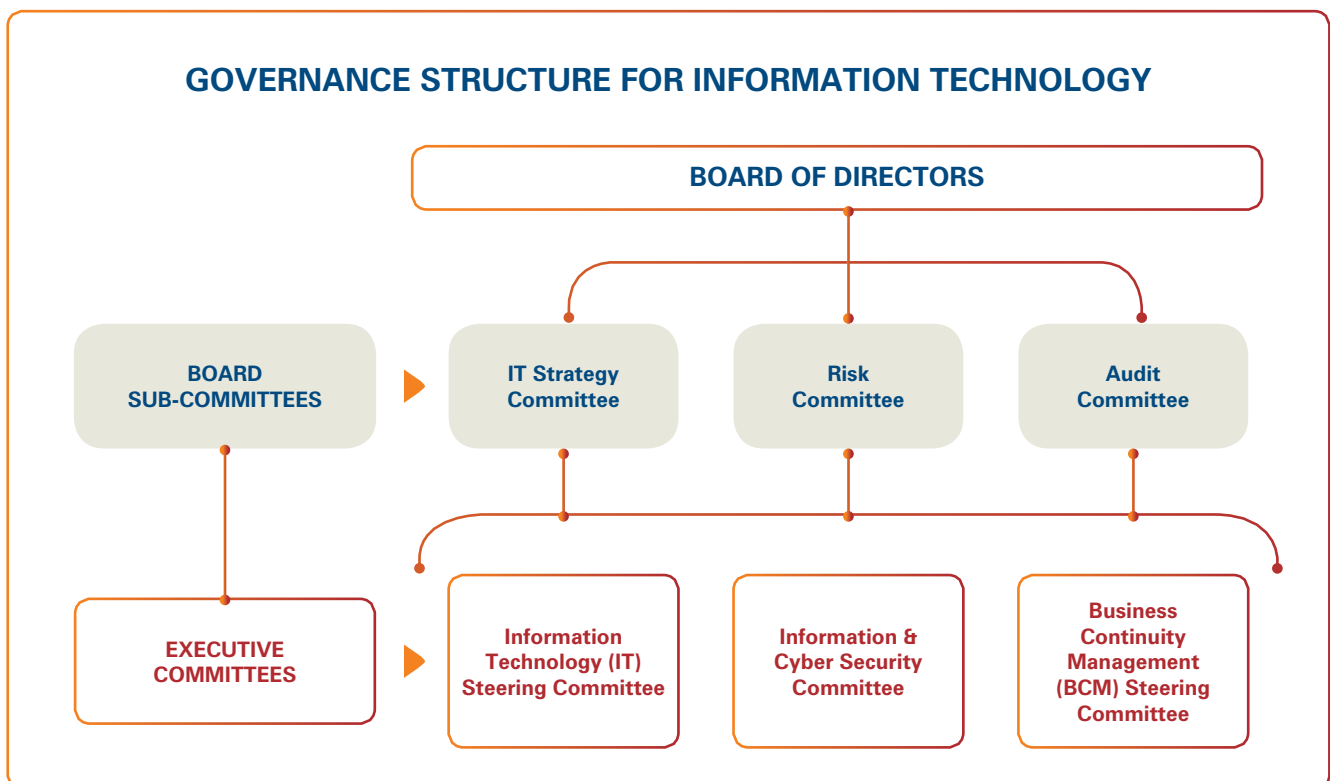 GOVERNANCE STRUCTURE FOR INFORMATION TECHNOLOGY
BOARD OF DIRECTORS
BOARD
SUB-COMMITTEES
IT Strategy
Committee
Risk
Committee
Audit
Committee
EXECUTIVE
COMMITTEES
Information
Technology (IT)
Steering Committee
Information &
Cyber Security
Committee
Business
Continuity
Management
(BCM) Steering
Committee